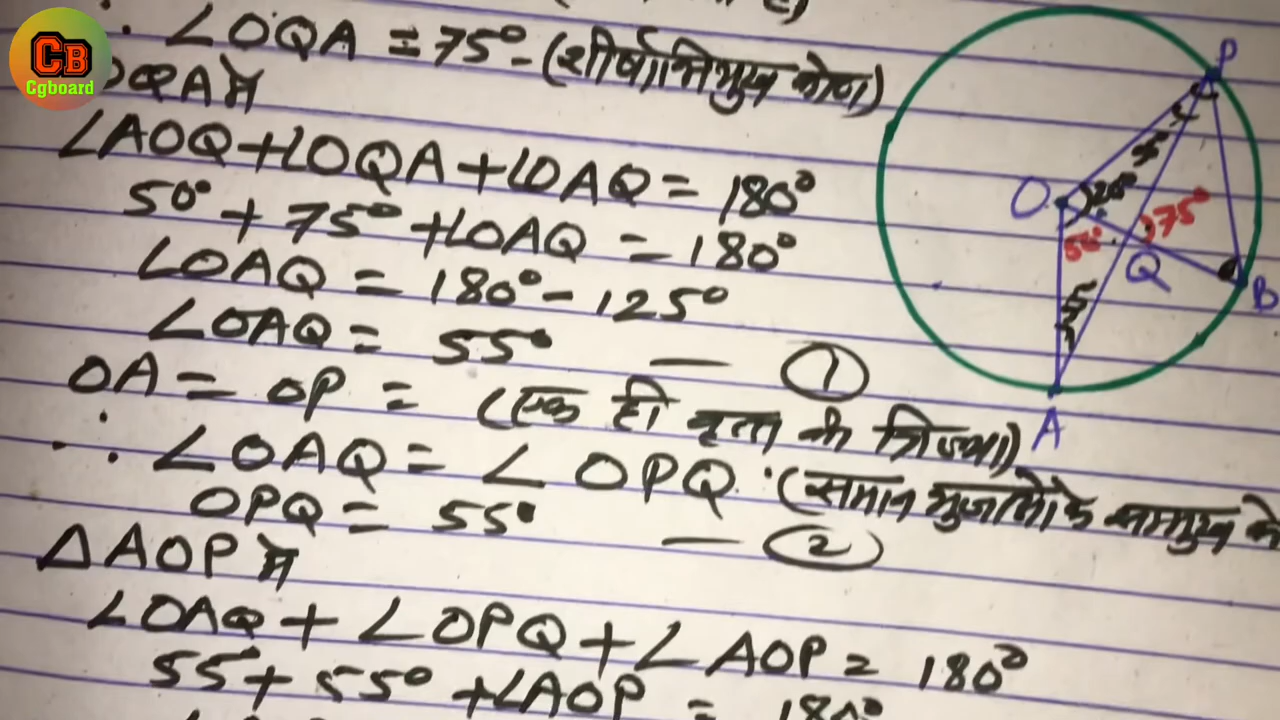 CB
Cgboard
∴ ∠OQA = 75° - (शीर्षाभिमुख कोण)
OQA में
∠AOQ + ∠OQA + ∠OAQ = 180°
50° + 75° + ∠OAQ = 180°
∠OAQ = 180° - 125°
∠OAQ = 55° — 1
OA = OP = (एक ही वृत्त के त्रिज्या)
∴ ∠OAQ = ∠OPQ (समान भुजाओं के सम्मुख को
OPQ = 55° — 2
△AOP में
∠OAQ + ∠OPQ + ∠AOP = 180°
55 + 55° + ∠AOP = 180°
P
O
20°
75°
50°
Q
B
A